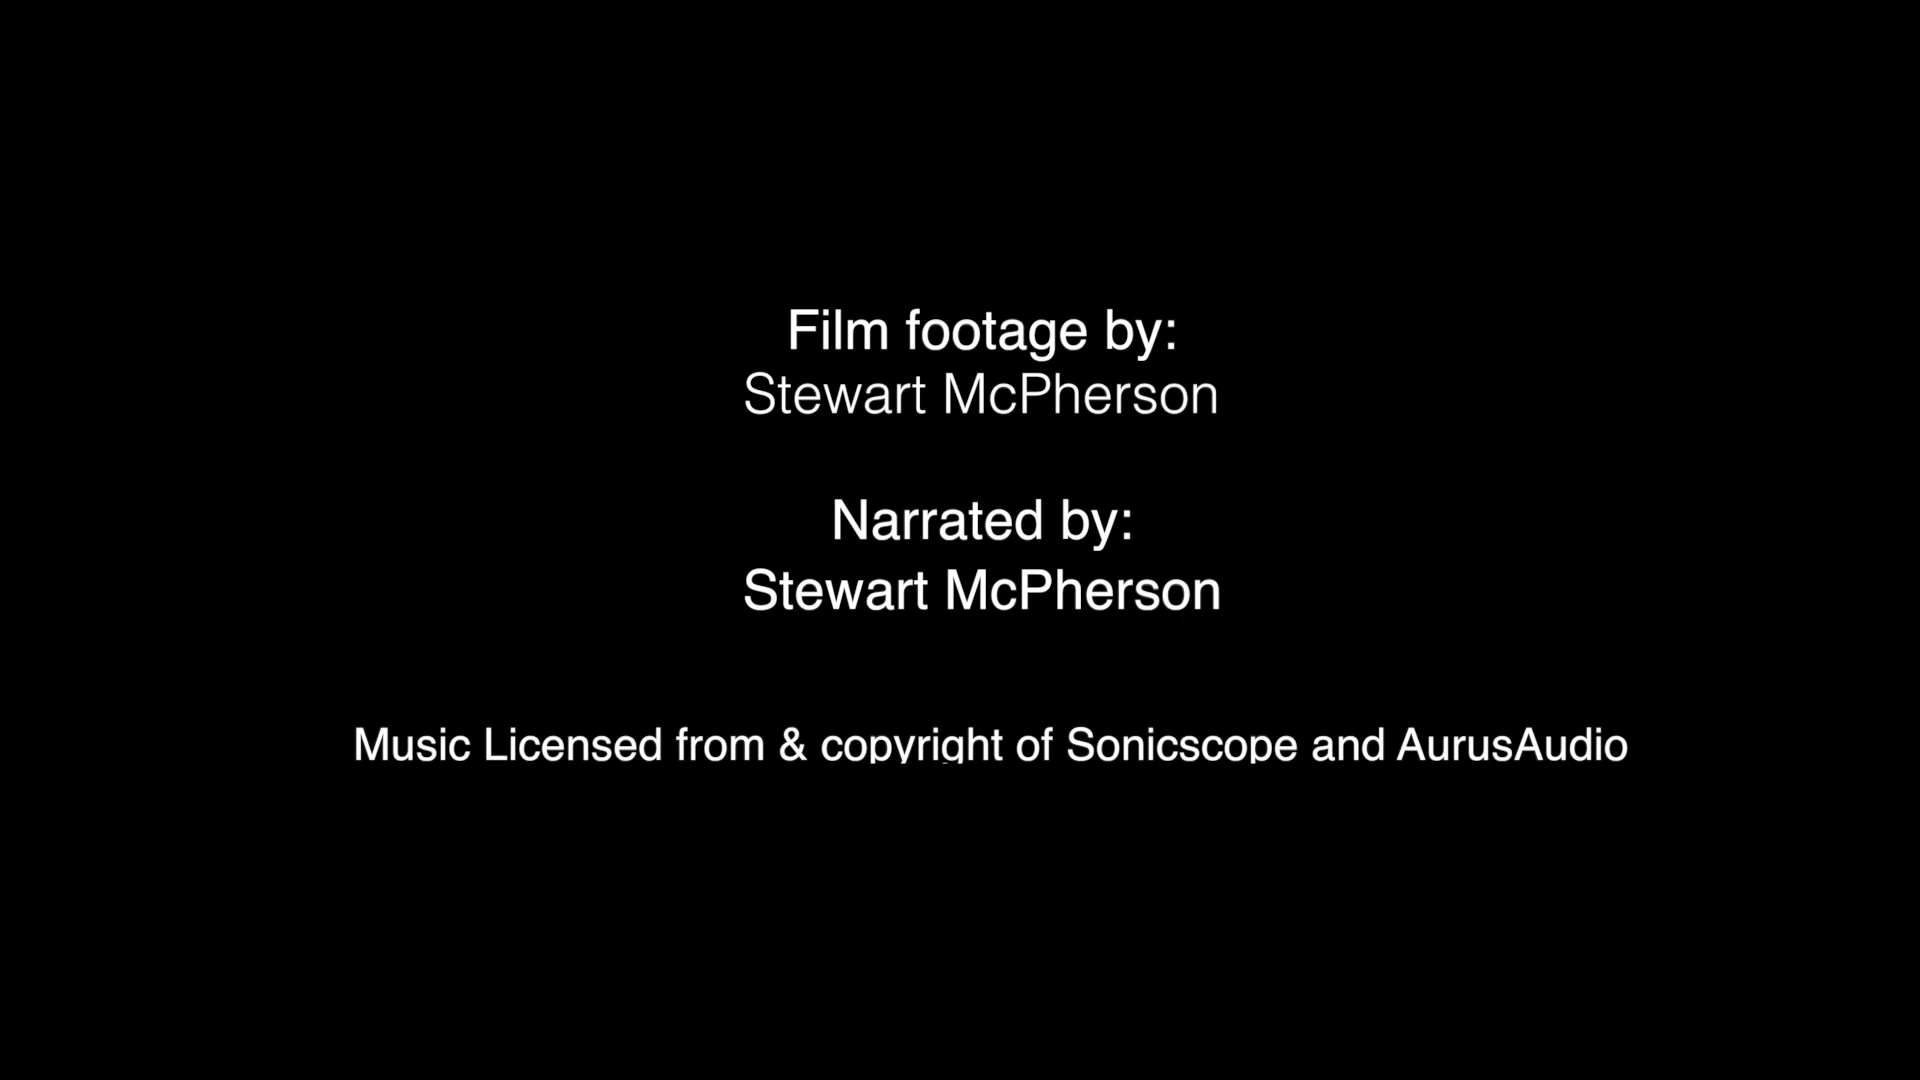 Film footage by:
Stewart McPherson
Narrated by:
Stewart McPherson
Music Licensed from & copyright of Sonicscope and AurusAudio